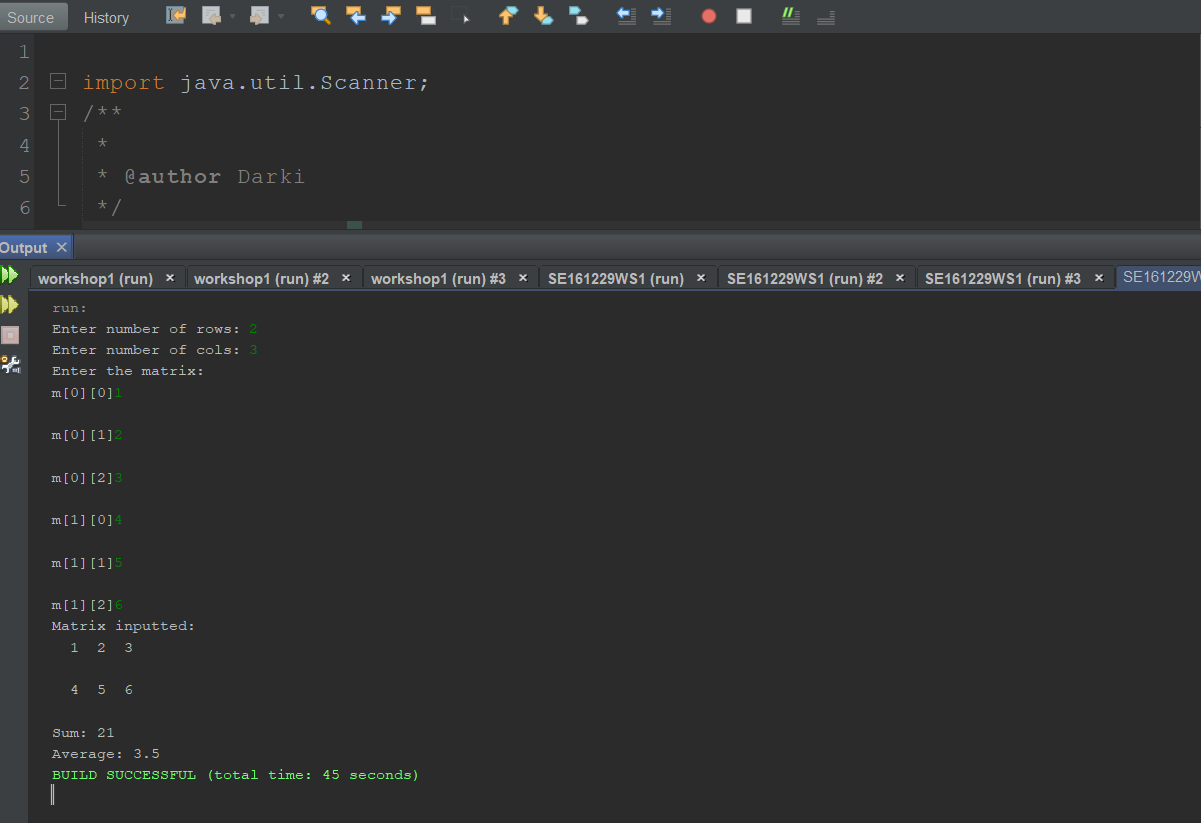 Source History
1
2 import java.util.Scanner;
3 /**
4 *
5 * @author Darki
6 */
Output
workshop1 (run) workshop1 (run) #2 workshop1 (run) #3 SE161229WS1 (run) SE161229WS1 (run) #2 SE161229WS1 (run) #3 SE161229W
run:
Enter number of rows: 2
Enter number of cols: 3
Enter the matrix:
m[0][0]1
m[0][1]2
m[0][2]3
m[1][0]4
m[1][1]5
m[1][2]6
Matrix inputted:
1 2 3
4 5 6
Sum: 21
Average: 3.5
BUILD SUCCESSFUL (total time: 45 seconds)